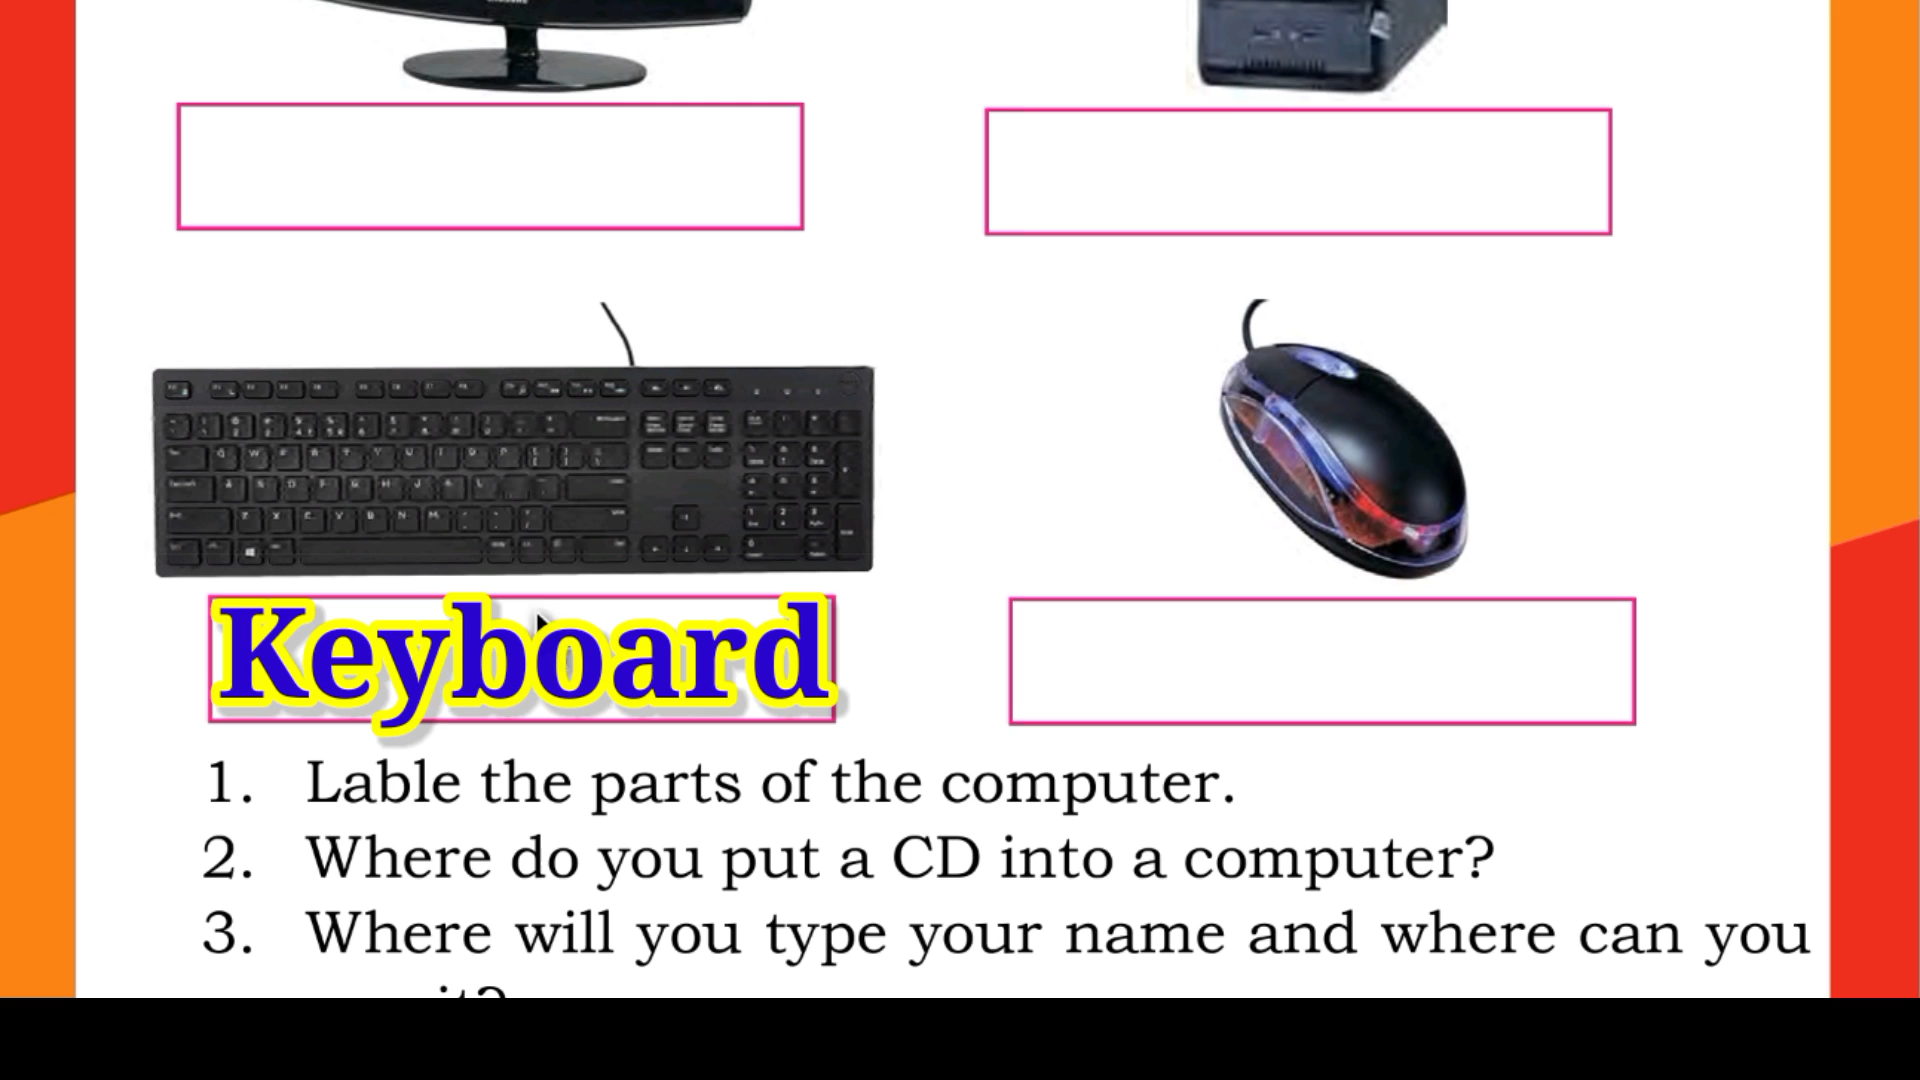 Keyboard
1. Lable the parts of the computer.
2. Where do you put a CD into a computer?
3. Where will you type your name and where can you
it?